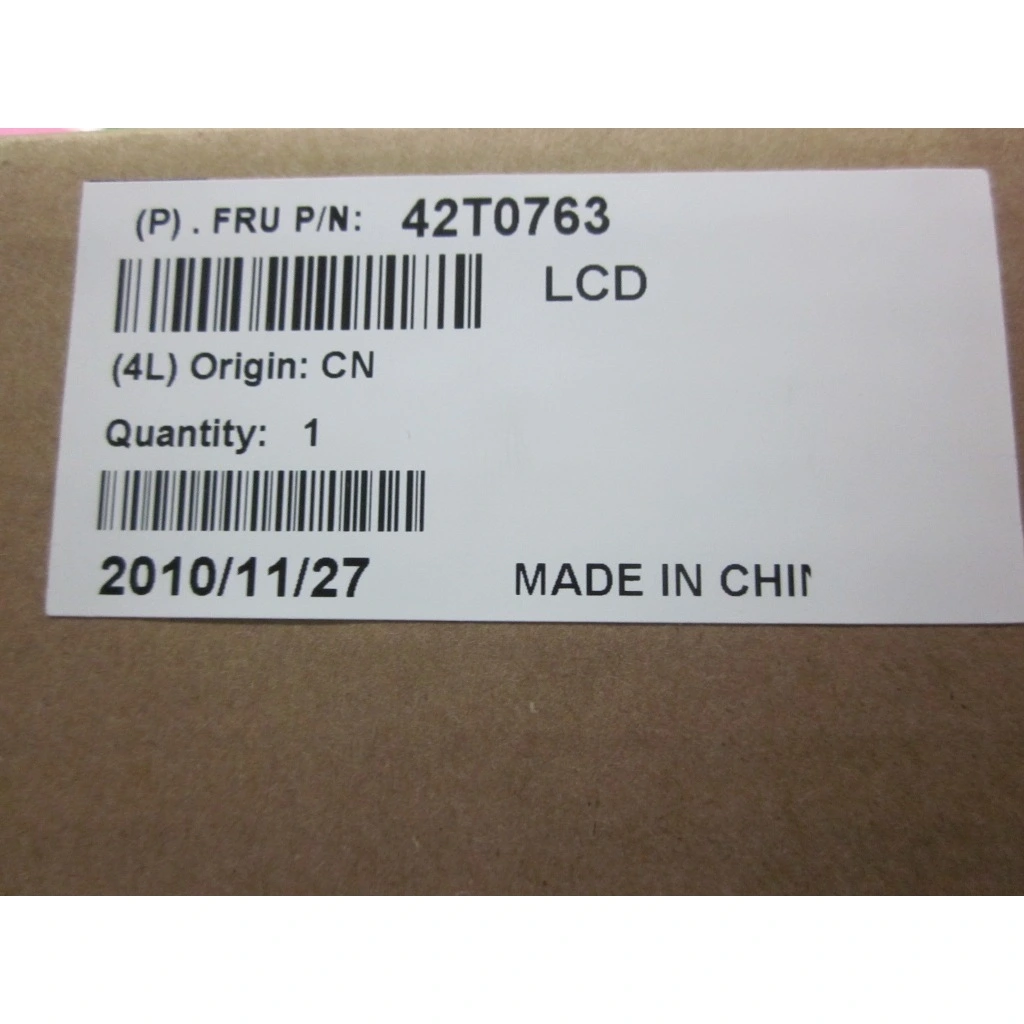 (P) . FRU P/N: 42T0763
LCD
(4L) Origin: CN
Quantity: 1
2010/11/27
MADE IN CHI